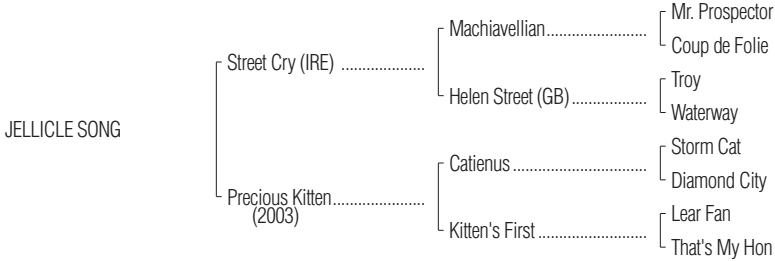 Mr. Prospector
Machiavellian........................
Coup de Folie
Street Cry (IRE) ....................
Troy
Helen Street (GB)..................
Waterway
JELLICLE SONG
Storm Cat
Catienus................................
Diamond City
Precious Kitten......................
(2003)
Lear Fan
Kitten's First ..........................
That's My Hon